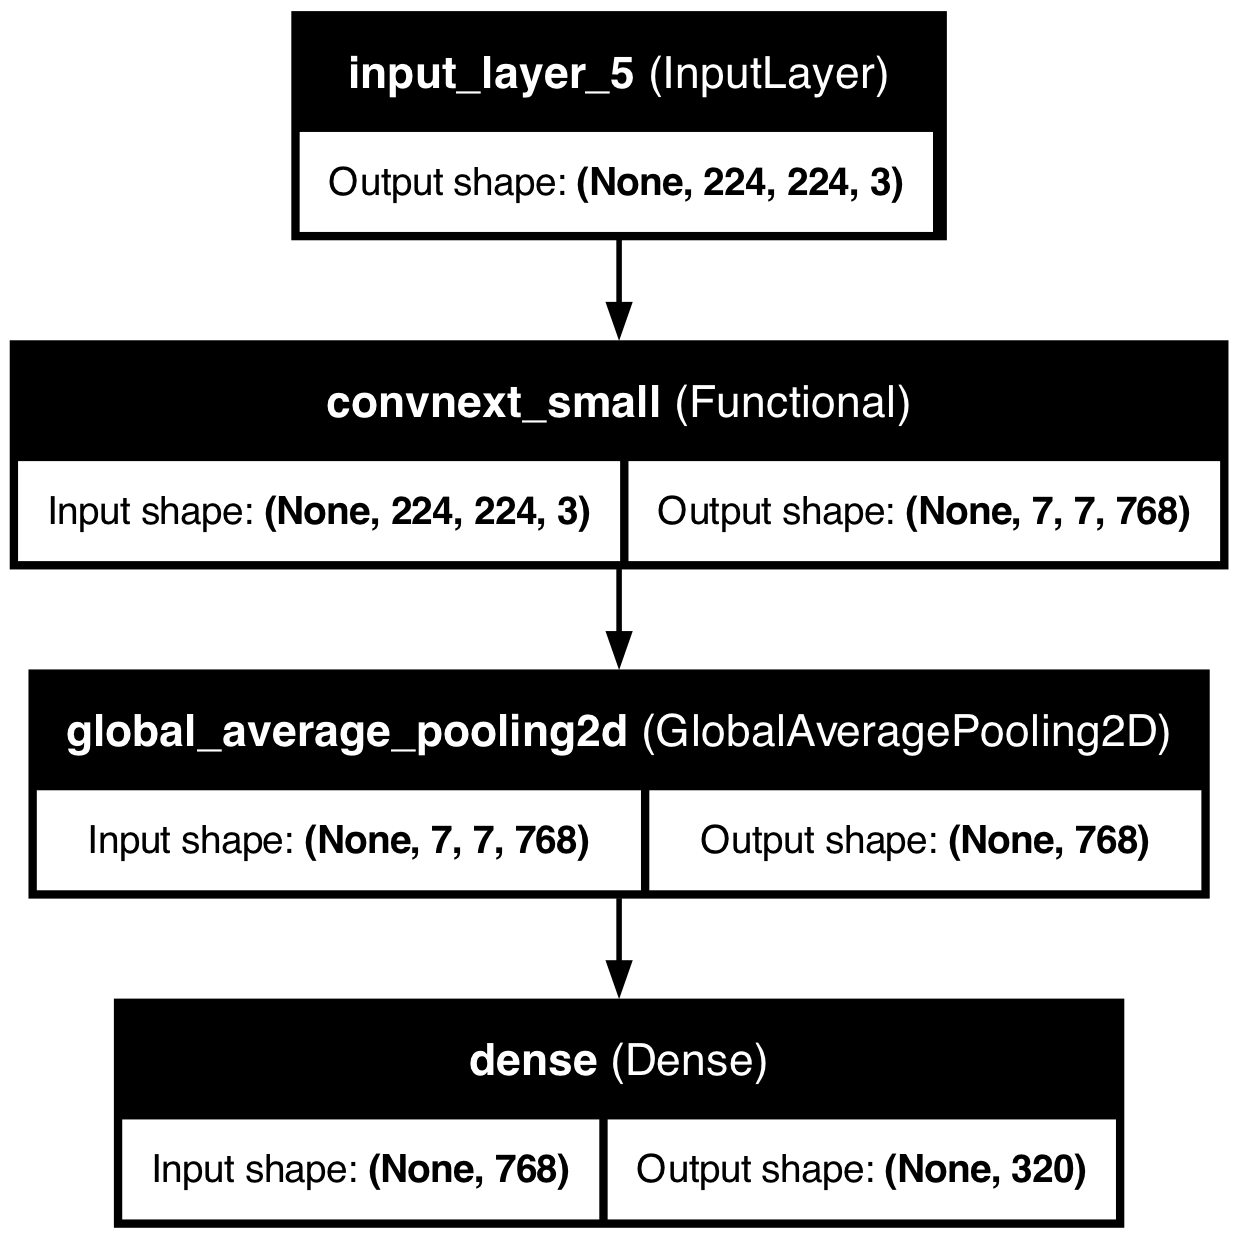 input_layer_5 (InputLayer)
Output shape: (None, 224, 224, 3)
convnext_small (Functional)
Input shape: (None, 224, 224, 3) Output shape: (None, 7, 7, 768)
global_average_pooling2d (GlobalAveragePooling2D)
Input shape: (None, 7, 7, 768) Output shape: (None, 768)
dense (Dense)
Input shape: (None, 768) Output shape: (None, 320)